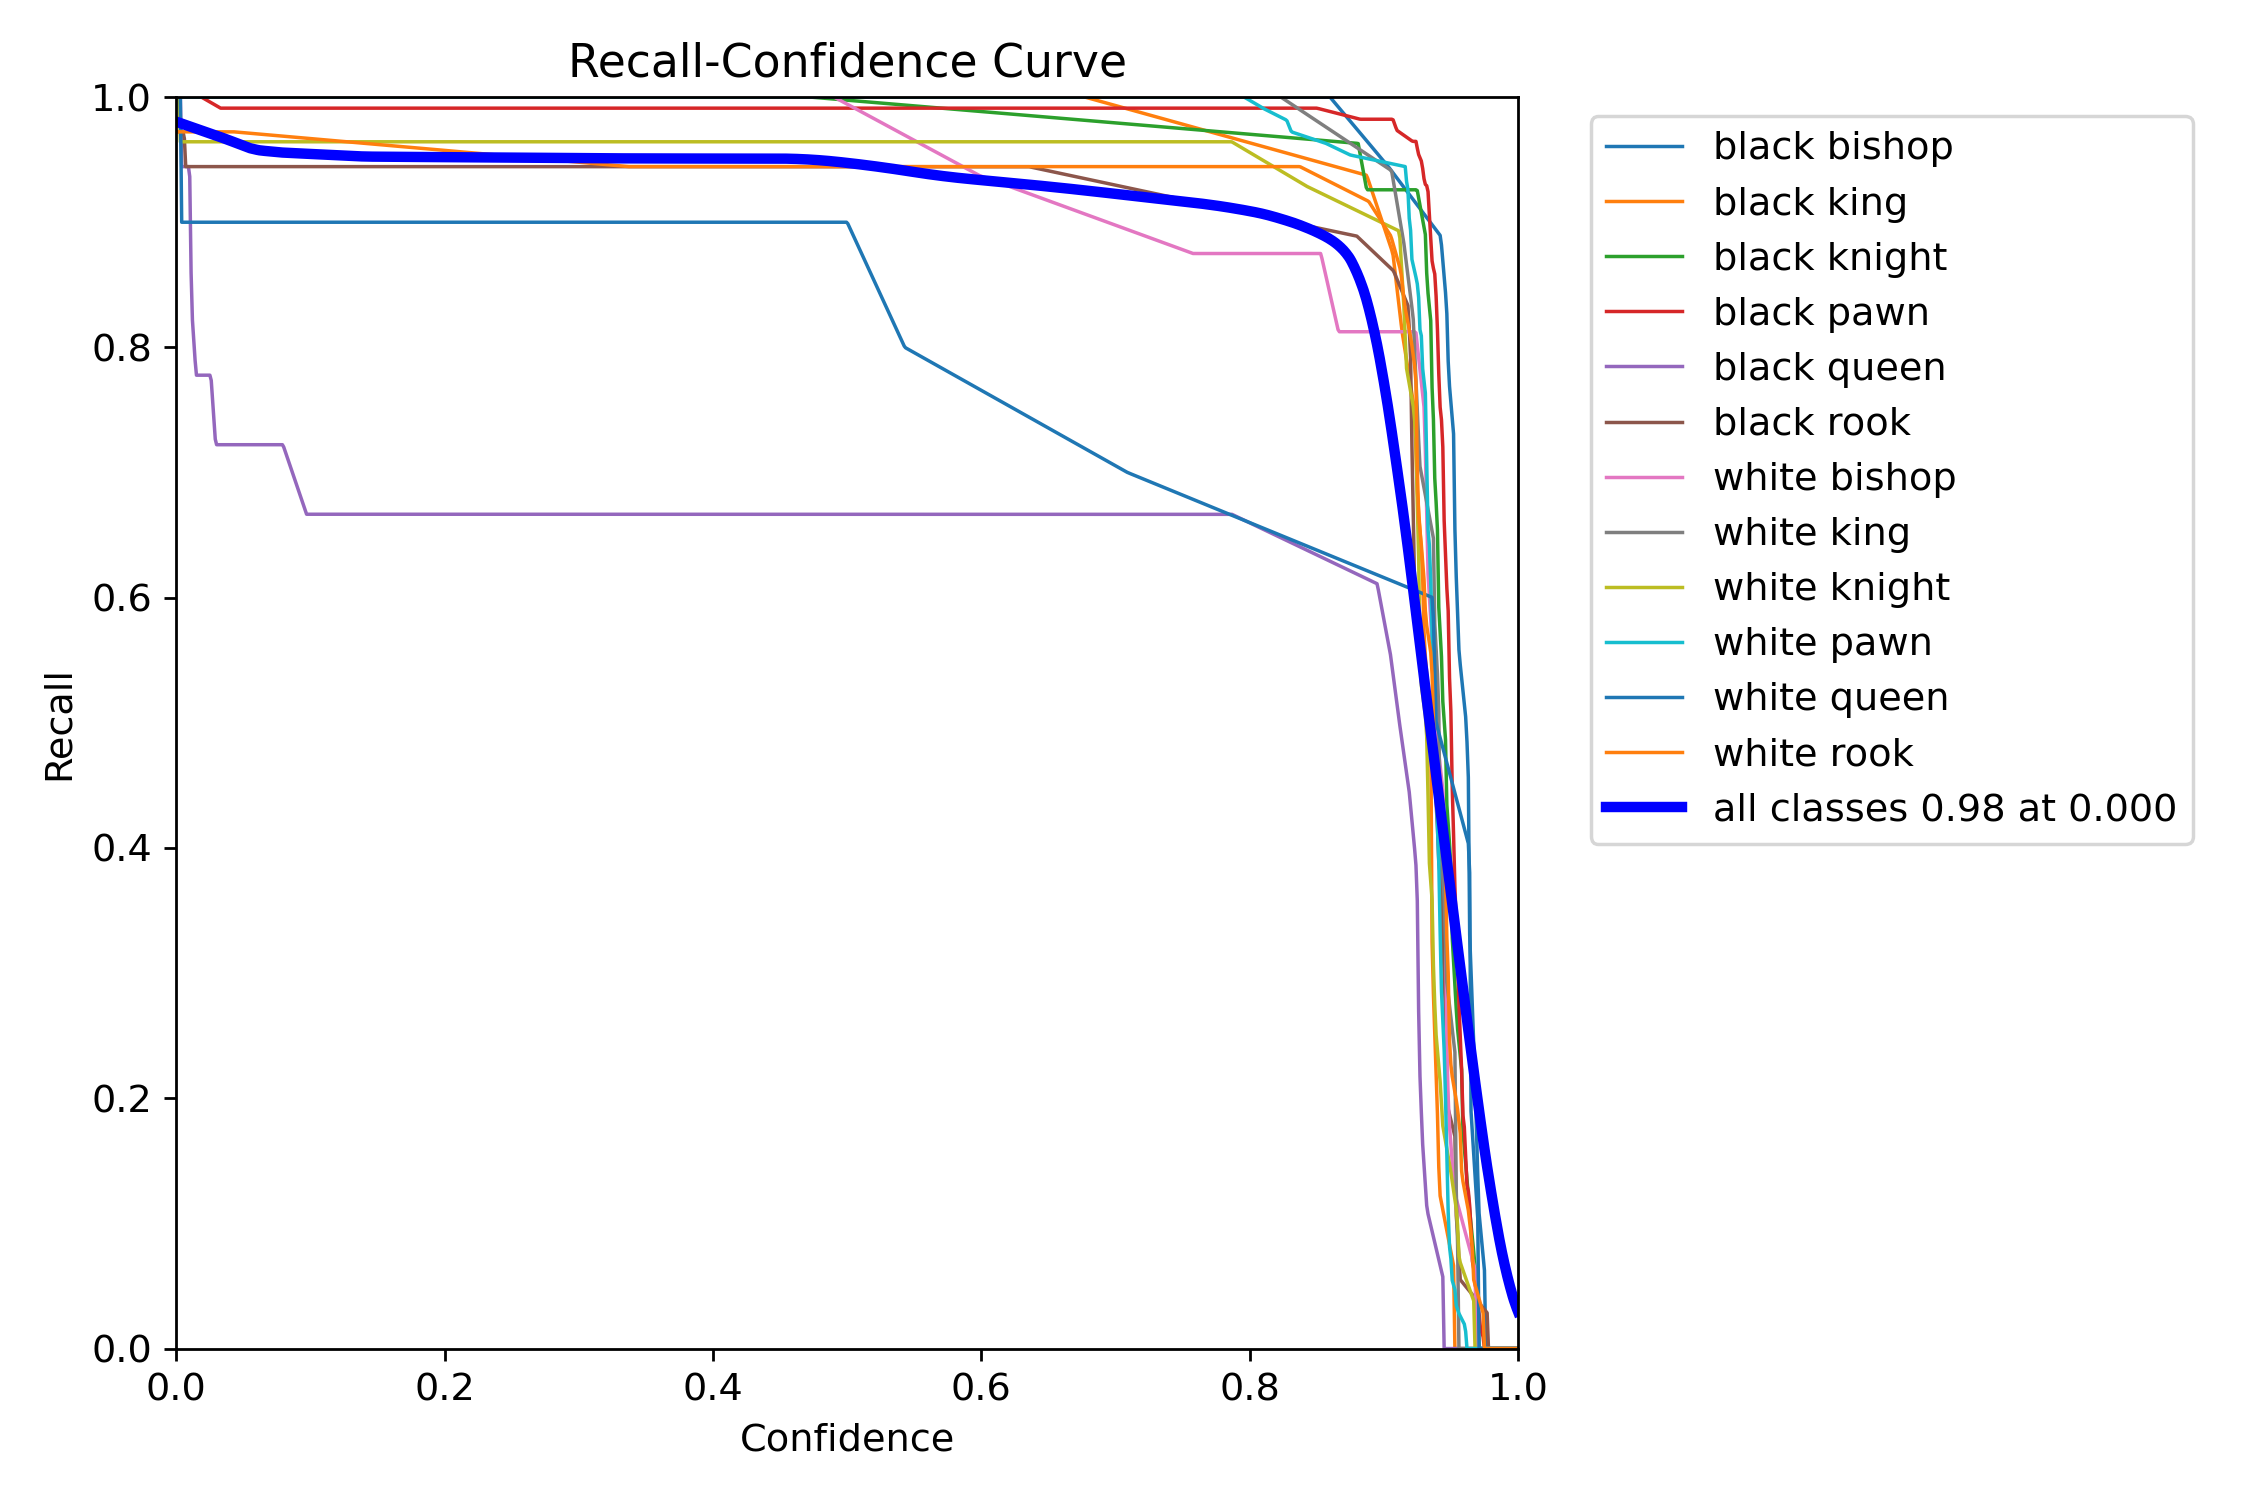 Recall-Confidence Curve
1.0
0.8
0.6
0.4
0.2
0.0
Recall
0.0 0.2 0.4 0.6 0.8 1.0
Confidence
black bishop
black king
black knight
black pawn
black queen
black rook
white bishop
white king
white knight
white pawn
white queen
white rook
all classes 0.98 at 0.000